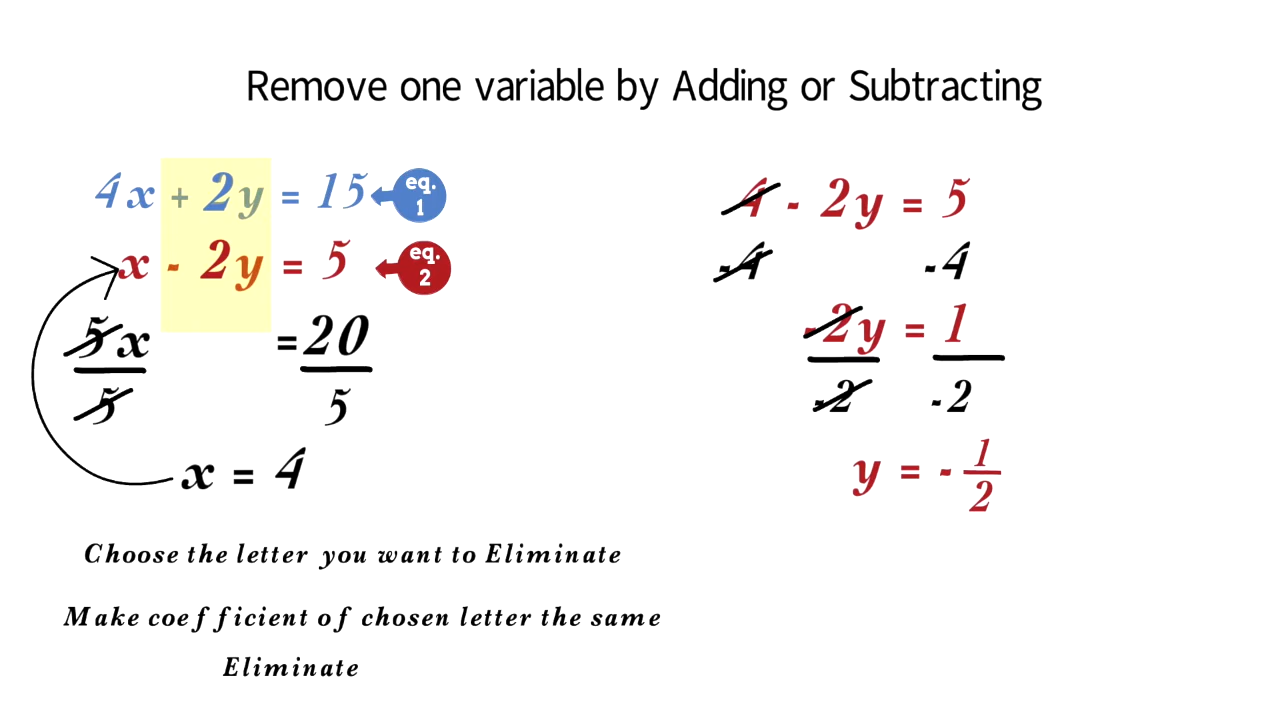 Remove one variable by Adding or Subtracting
4x + 2y = 15 eq. 1
x - 2y = 5 eq. 2
5x = 20
5 5
x = 4
4 - 2y = 5
-4 -4
-2y = 1
-2 -2
y = - 1/2
Choose the letter you want to Eliminate
Make coefficient of chosen letter the same
Eliminate